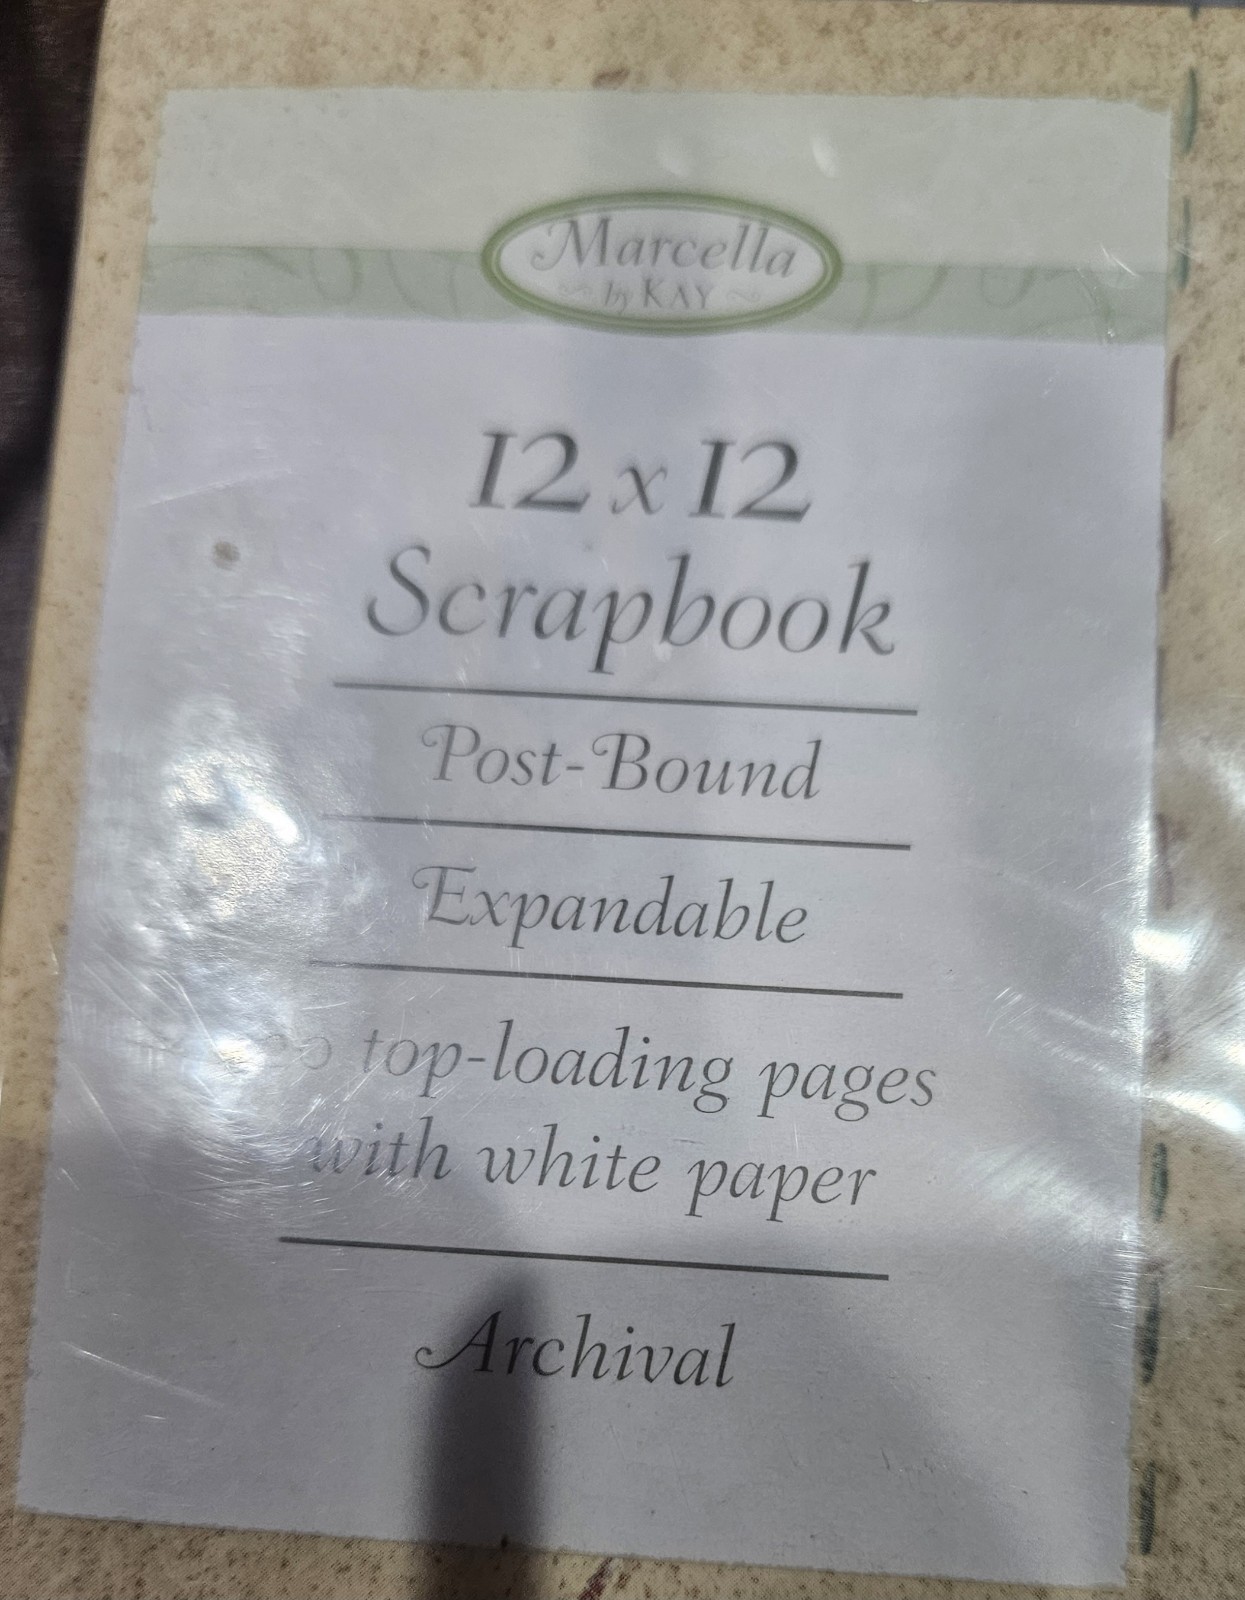 Marcella
by KAY
12 x 12
Scrapbook
Post-Bound
Expandable
top-loading pages
with white paper
Archival